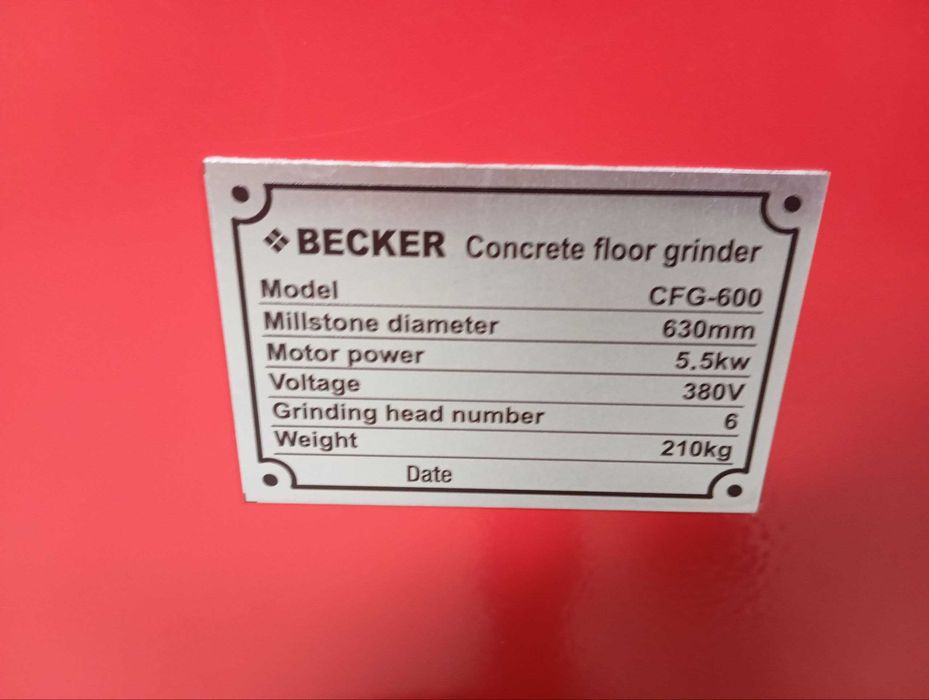 BECKER Concrete floor grinder
Model CFG-600
Millstone diameter 630mm
Motor power 5.5kw
Voltage 380V
Grinding head number 6
Weight 210kg
Date